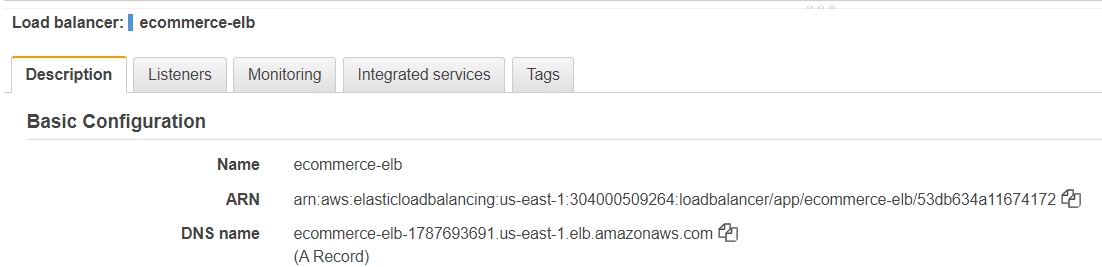 Load balancer: ecommerce-elb
Description Listeners Monitoring Integrated services Tags
Basic Configuration
Name ecommerce-elb
ARN arn:aws:elasticloadbalancing:us-east-1:304000509264:loadbalancer/app/ecommerce-elb/53db634a11674172
DNS name ecommerce-elb-1787693691.us-east-1.elb.amazonaws.com
(A Record)